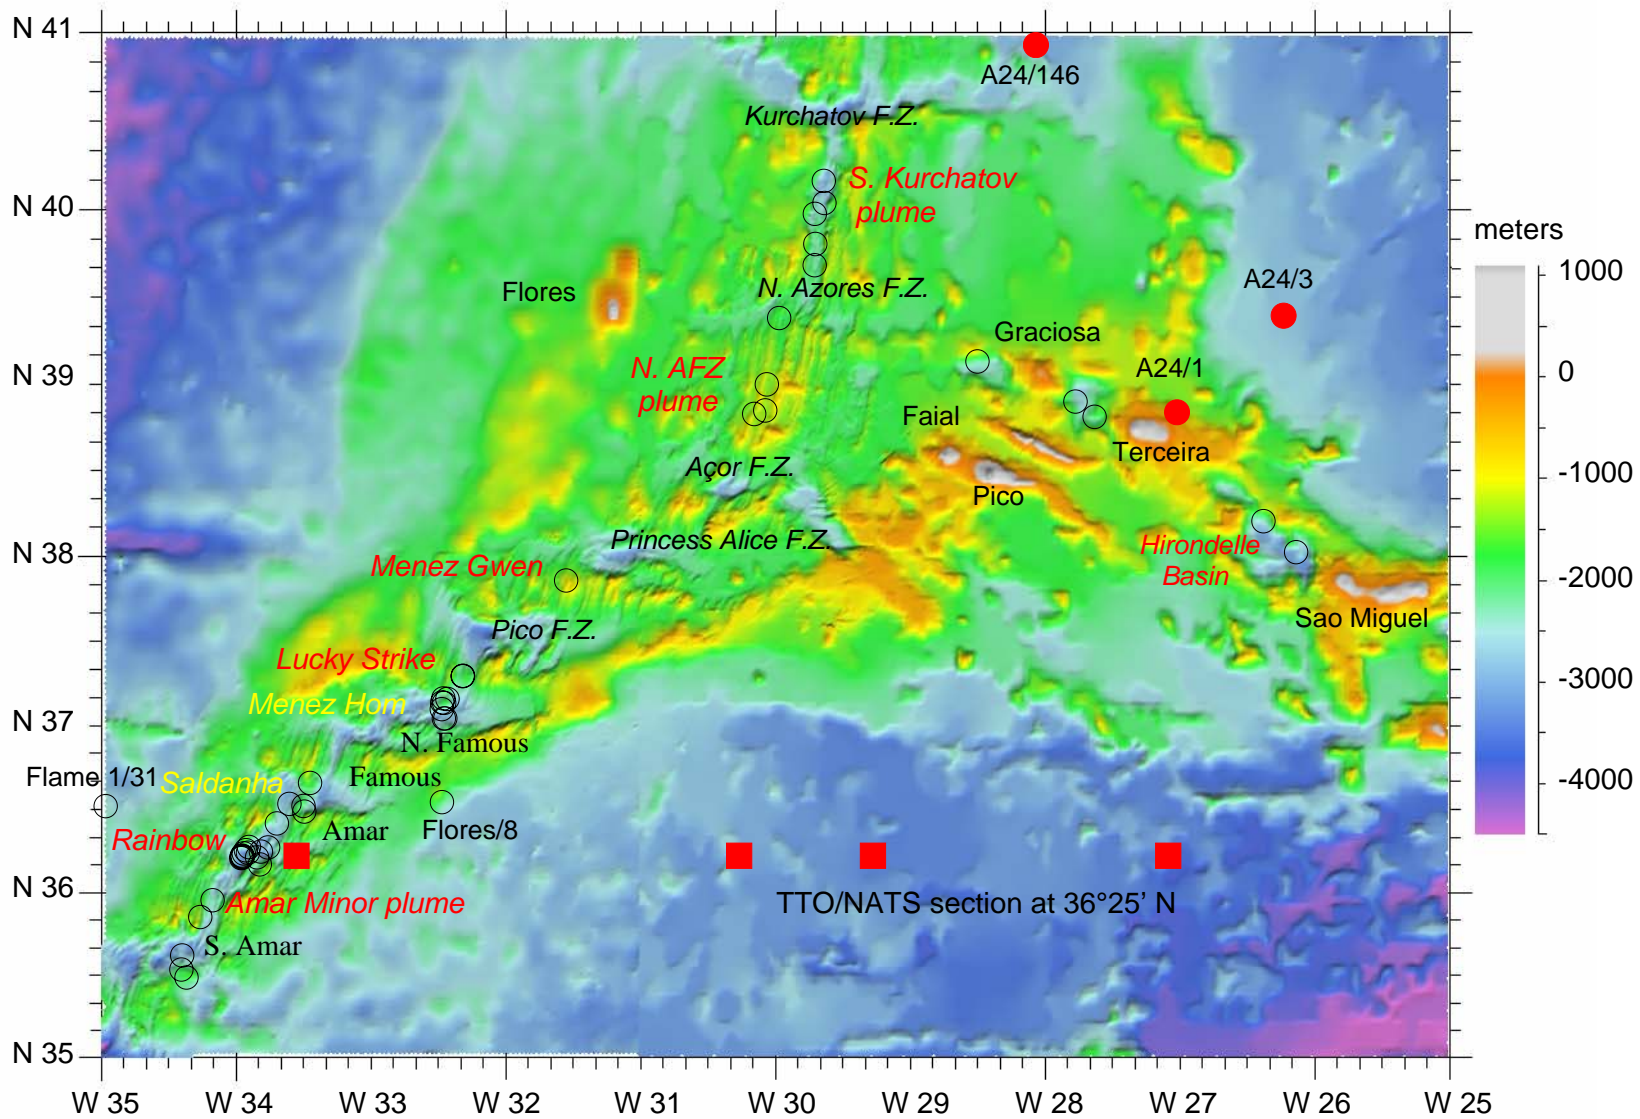 N 41
A24/146
Kurchatov F.Z.
S. Kurchatov
plume
N 40
meters
1000
A24/3
Flores
N. Azores F.Z.
Graciosa
N 39
N. AFZ
plume
A24/1
0
Faial
Terceira
Açor F.Z.
Pico
-1000
Princess Alice F.Z.
Hirondelle
Basin
N 38
Menez Gwen
-2000
Sao Miguel
Pico F.Z.
Lucky Strike
-3000
Menez Hom
N 37
N. Famous
Flame 1/31
Saldanha
Famous
-4000
Rainbow
Amar
Flores/8
N 36
Amar Minor plume
TTO/NATS section at 36°25’ N
S. Amar
N 35
W 35
W 34
W 33
W 32
W 31
W 30
W 29
W 28
W 27
W 26
W 25